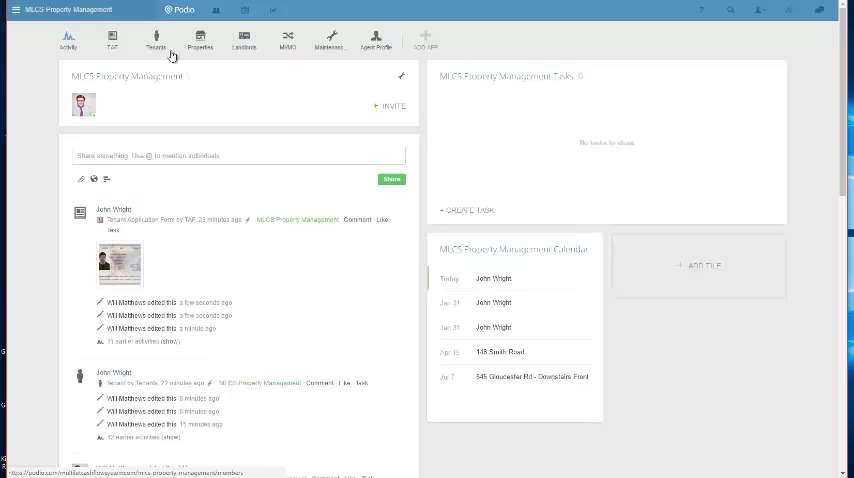 MLCS Property Management
Podio
?
Activity
TAF
Tenants
Properties
Landlords
MYMO
Maintenanc...
Agent Profile
ADD APP
MLCS Property Management
+ INVITE
Share something. Use @ to mention individuals
Share
John Wright
Tenant Application Form by TAF, 25 minutes ago
MLCS Property Management Comment Like
Task
Will Matthews edited this a few seconds ago
Will Matthews edited this a few seconds ago
Will Matthews edited this a minute ago
11 earlier activities (show)
John Wright
Tenant by Tenants, 22 minutes ago
MLCS Property Management Comment Like Task
Will Matthews edited this 6 minutes ago
Will Matthews edited this 6 minutes ago
Will Matthews edited this 15 minutes ago
12 earlier activities (show)
MLCS Property Management Tasks 0
No tasks to show.
+ CREATE TASK
MLCS Property Management Calendar
Today John Wright
Jan 31 John Wright
Jan 31 John Wright
Apr 15 148 Smith Road
Jul 7 545 Gloucester Rd - Downstairs Front
+ ADD TILE